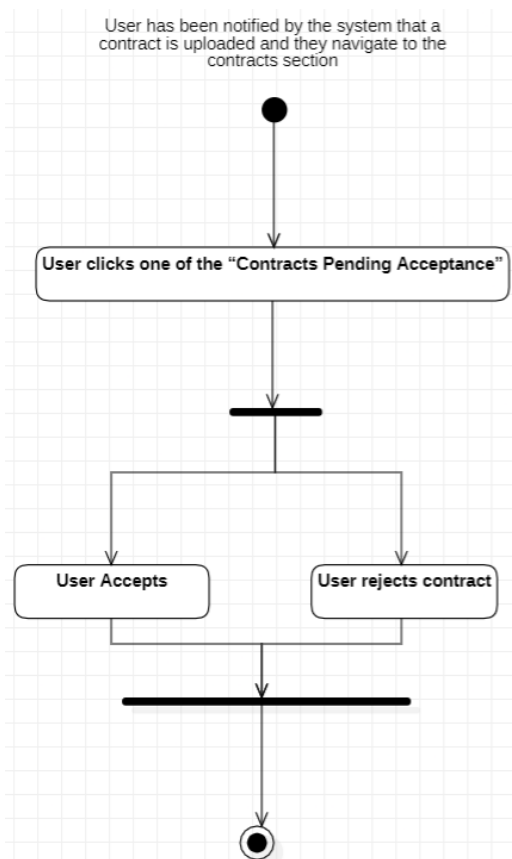 User has been notified by the system that a
contract is uploaded and they navigate to the
contracts section
User clicks one of the “Contracts Pending Acceptance”
User Accepts
User rejects contract